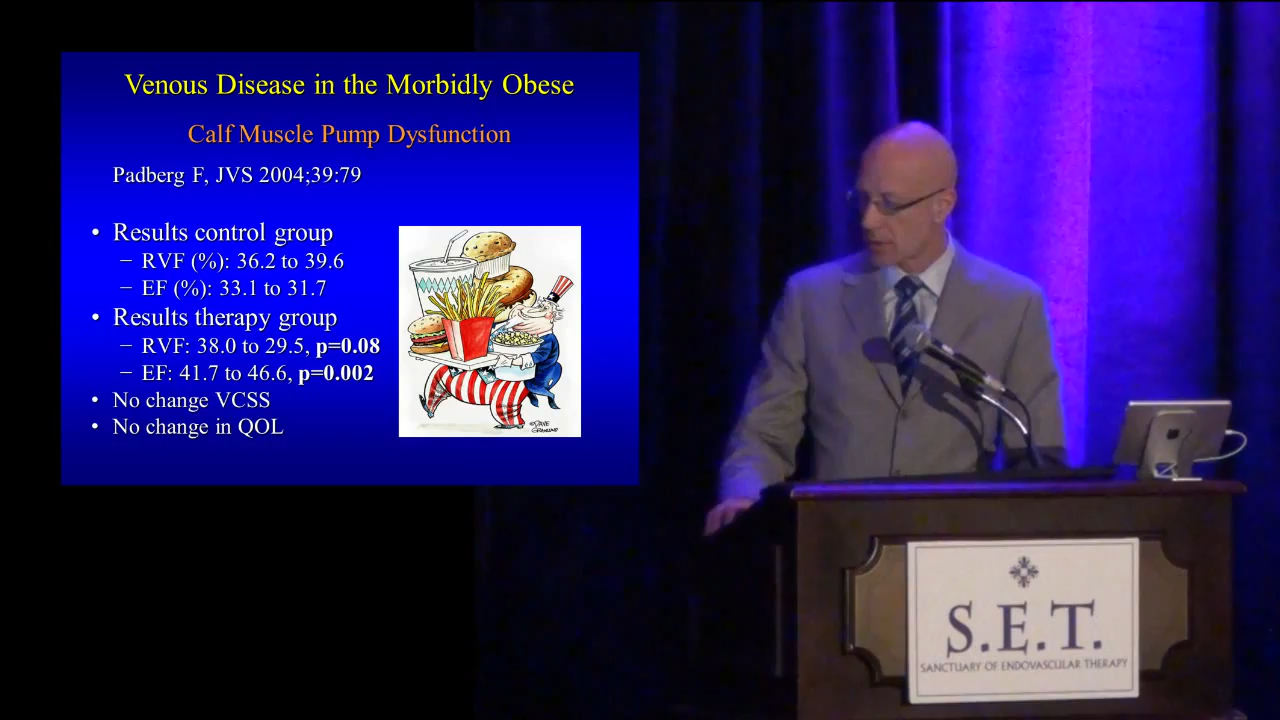 Venous Disease in the Morbidly Obese
Calf Muscle Pump Dysfunction
Padberg F, JVS 2004;39:79
• Results control group
– RVF (%): 36.2 to 39.6
– EF (%): 33.1 to 31.7
• Results therapy group
– RVF: 38.0 to 29.5, p=0.08
– EF: 41.7 to 46.6, p=0.002
• No change VCSS
• No change in QOL
S.E.T.
SANCTUARY OF ENDOVASCULAR THERAPY